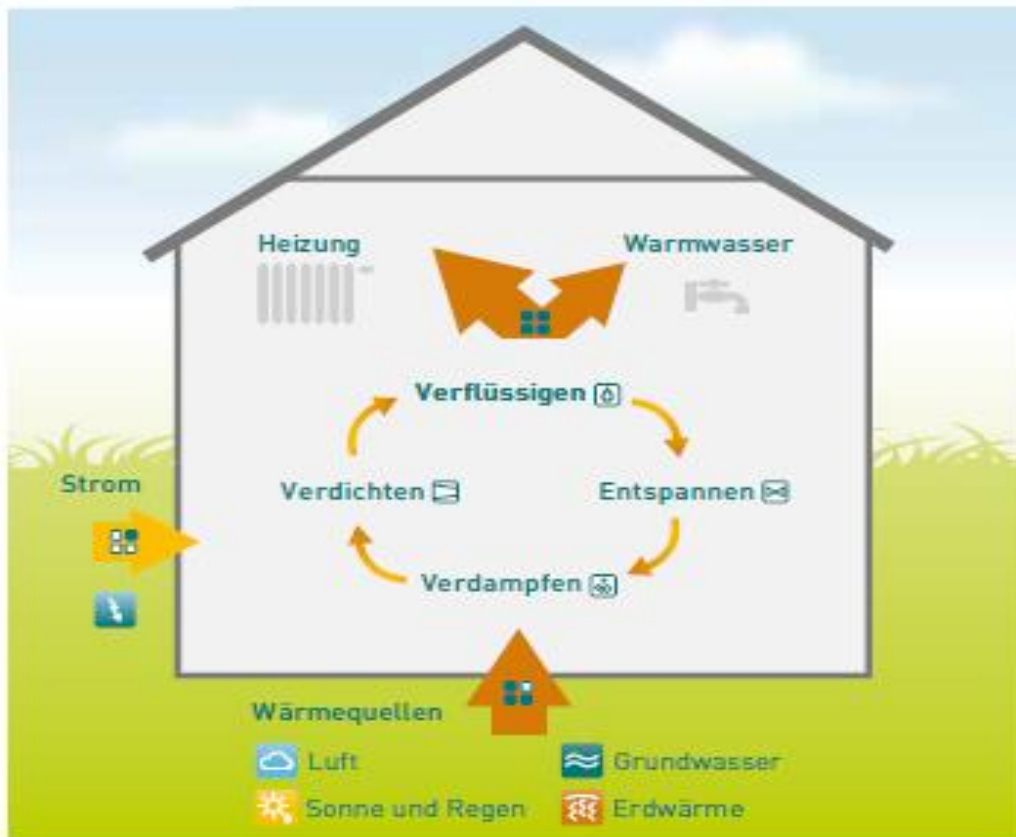 Heizung
Warmwasser
Verflüssigen
Strom
Verdichten
Entspannen
Verdampfen
Wärmequellen
Luft
Grundwasser
Sonne und Regen
Erdwärme